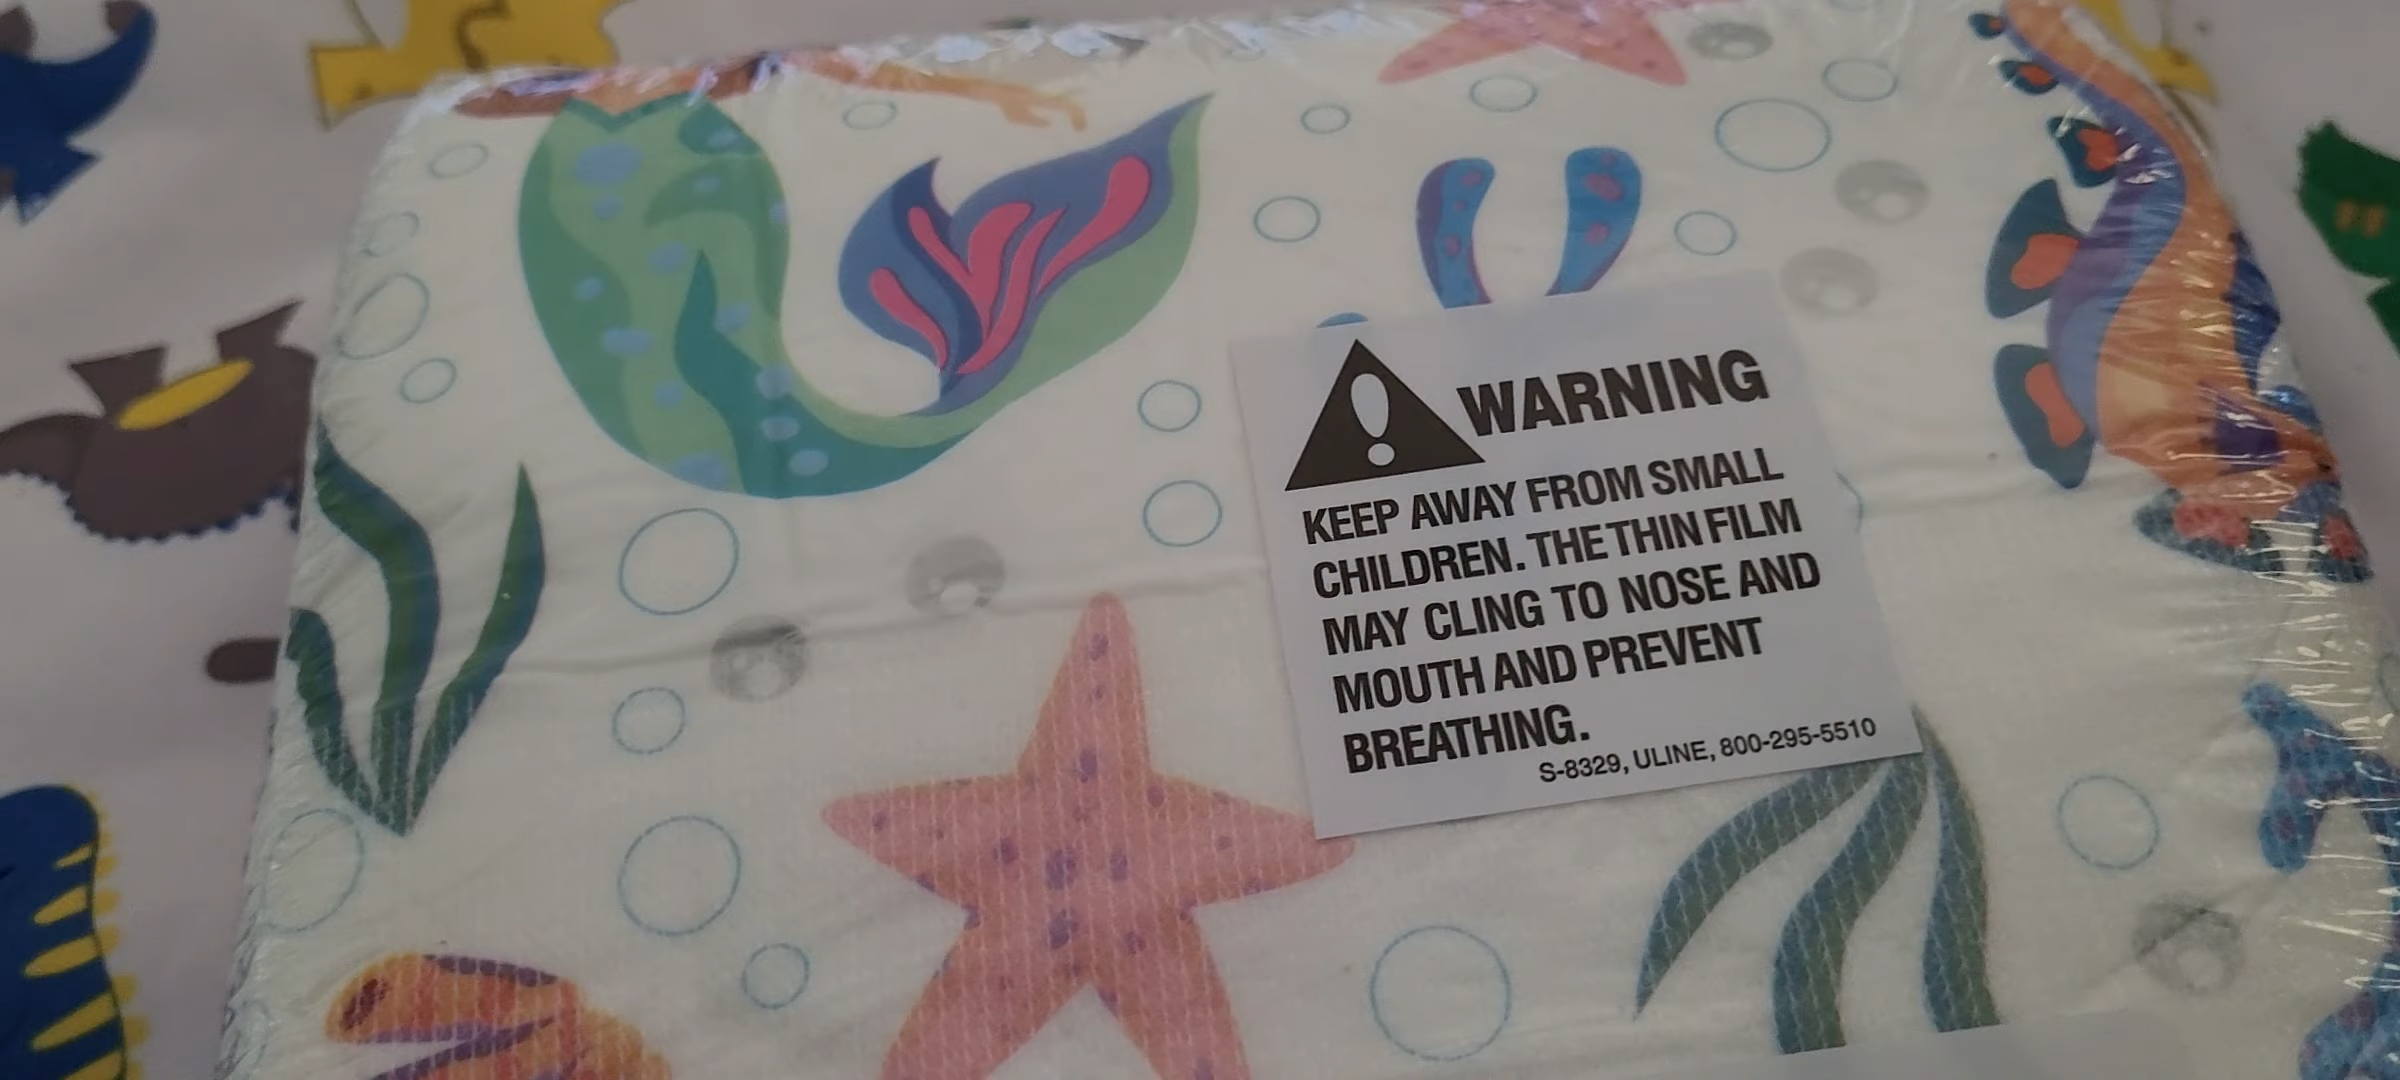 WARNING
KEEP AWAY FROM SMALL
CHILDREN. THE THIN FILM
MAY CLING TO NOSE AND
MOUTH AND PREVENT
BREATHING.
S-8329, ULINE, 800-295-5510